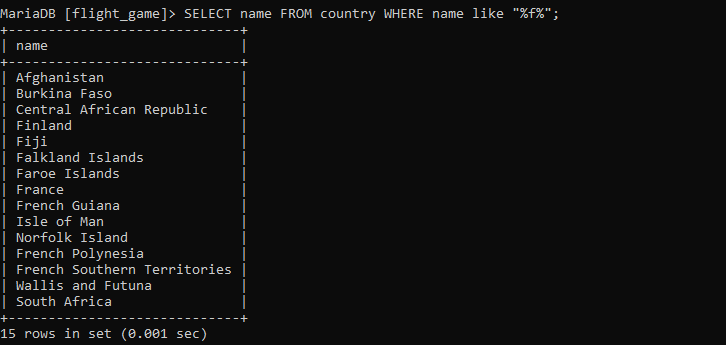 MariaDB [flight_game]> SELECT name FROM country WHERE name like "%f%";
+-----------------------------+
| name                        |
+-----------------------------+
| Afghanistan                 |
| Burkina Faso                |
| Central African Republic    |
| Finland                     |
| Fiji                        |
| Falkland Islands            |
| Faroe Islands               |
| France                      |
| French Guiana               |
| Isle of Man                 |
| Norfolk Island              |
| French Polynesia            |
| French Southern Territories |
| Wallis and Futuna           |
| South Africa                |
+-----------------------------+
15 rows in set (0.001 sec)